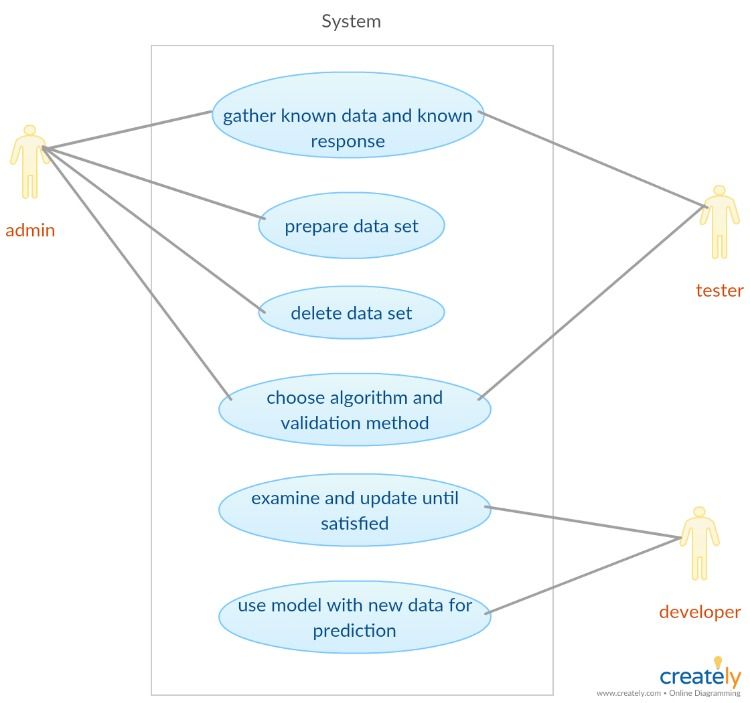 System
gather known data and known
response
admin
prepare data set
tester
delete data set
choose algorithm and
validation method
examine and update until
satisfied
developer
use model with new data for
prediction
creately
www.creately.com • Online Diagramming